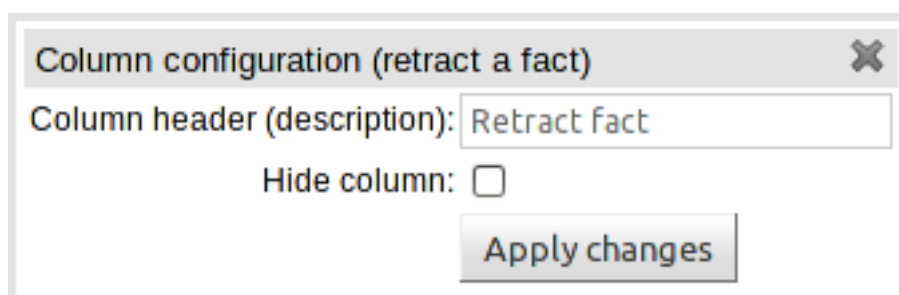 Column configuration (retract a fact)
Column header (description): Retract fact
Hide column:
Apply changes